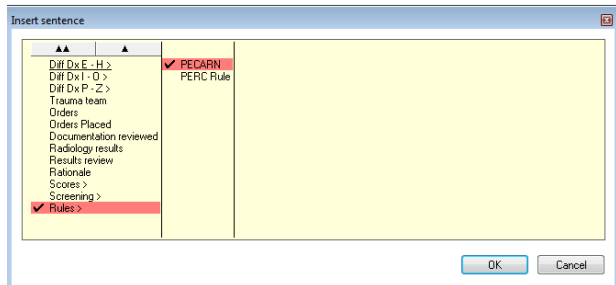 Insert sentence
Diff Dx E - H >
Diff Dx I - O >
Diff Dx P - Z >
Trauma team
Orders
Orders Placed
Documentation reviewed
Radiology results
Results review
Rationale
Scores >
Screening >
Rules >
PECARN
PERC Rule
OK
Cancel